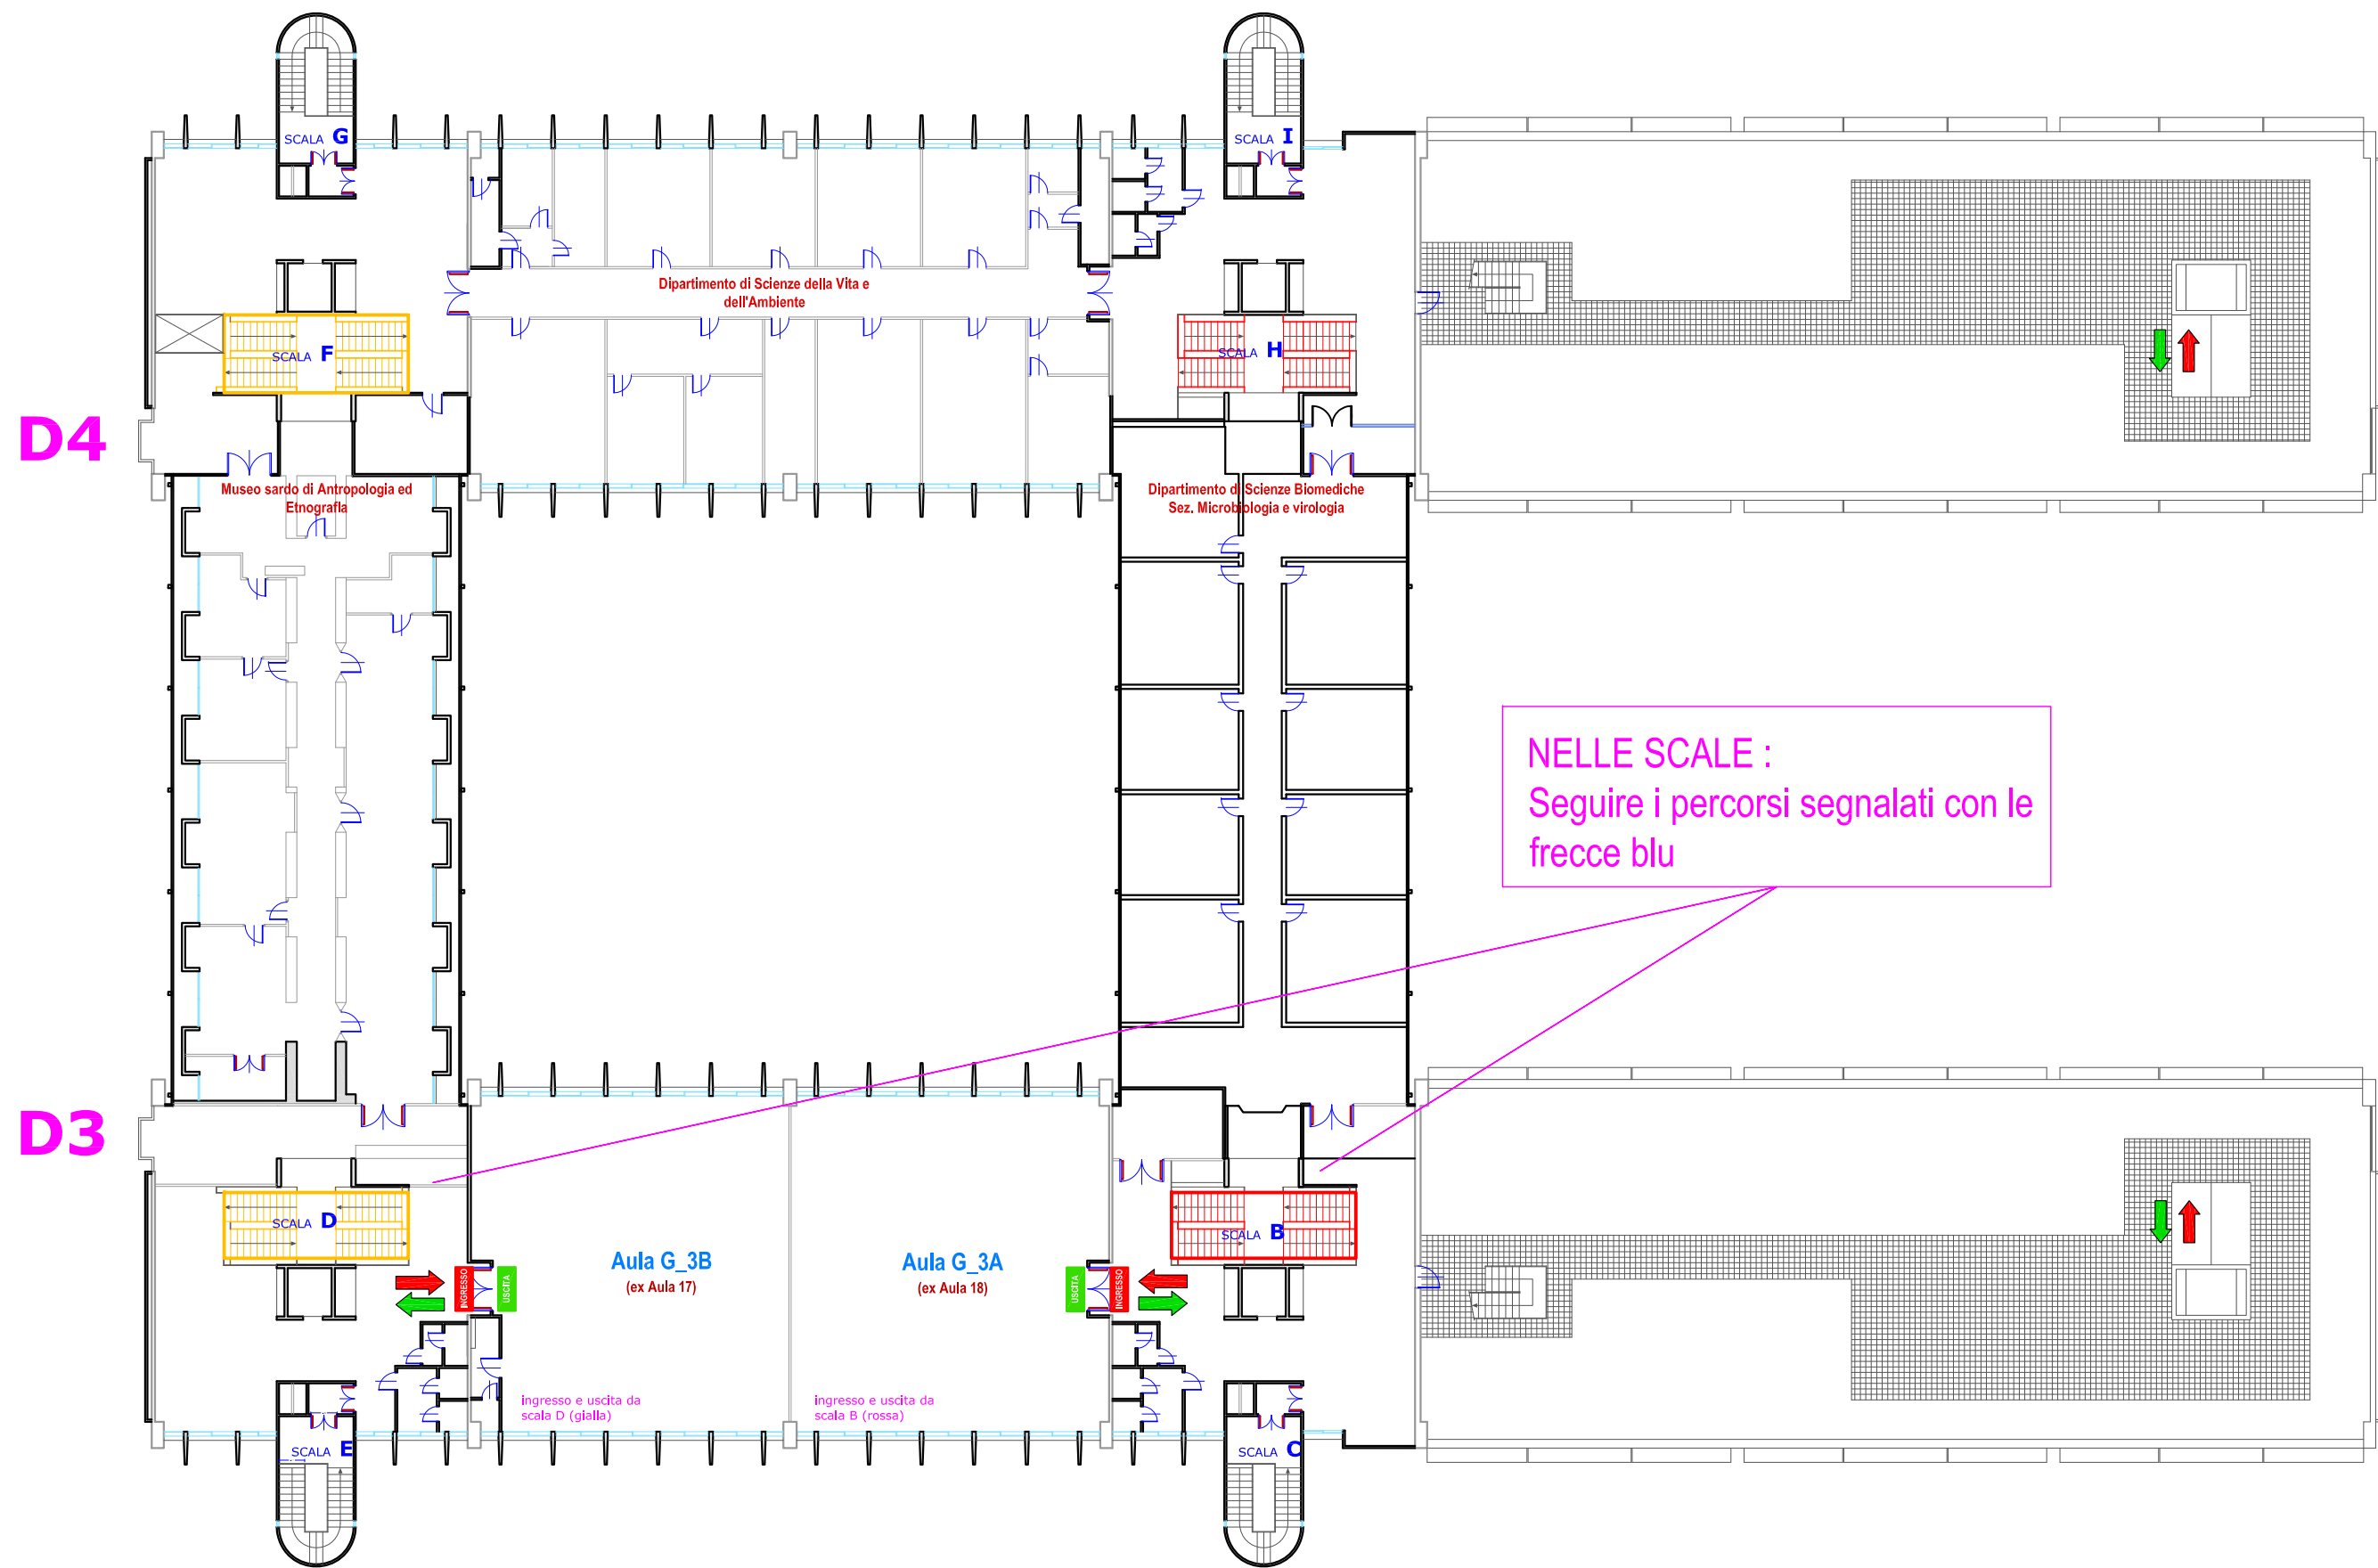 SCALA G
SCALA I
Dipartimento di Scienze della Vita e
dell'Ambiente
SCALA F
SCALA H
D4
Museo sardo di Antropologia ed
Etnografia
Dipartimento di Scienze Biomediche
Sez. Microbiologia e virologia
NELLE SCALE :
Seguire i percorsi segnalati con le
frecce blu
D3
SCALA D
SCALA B
Aula G_3B
(ex Aula 17)
Aula G_3A
(ex Aula 18)
INGRESSO
USCITA
USCITA
INGRESSO
ingresso e uscita da
scala D (gialla)
ingresso e uscita da
scala B (rossa)
SCALA E
SCALA C